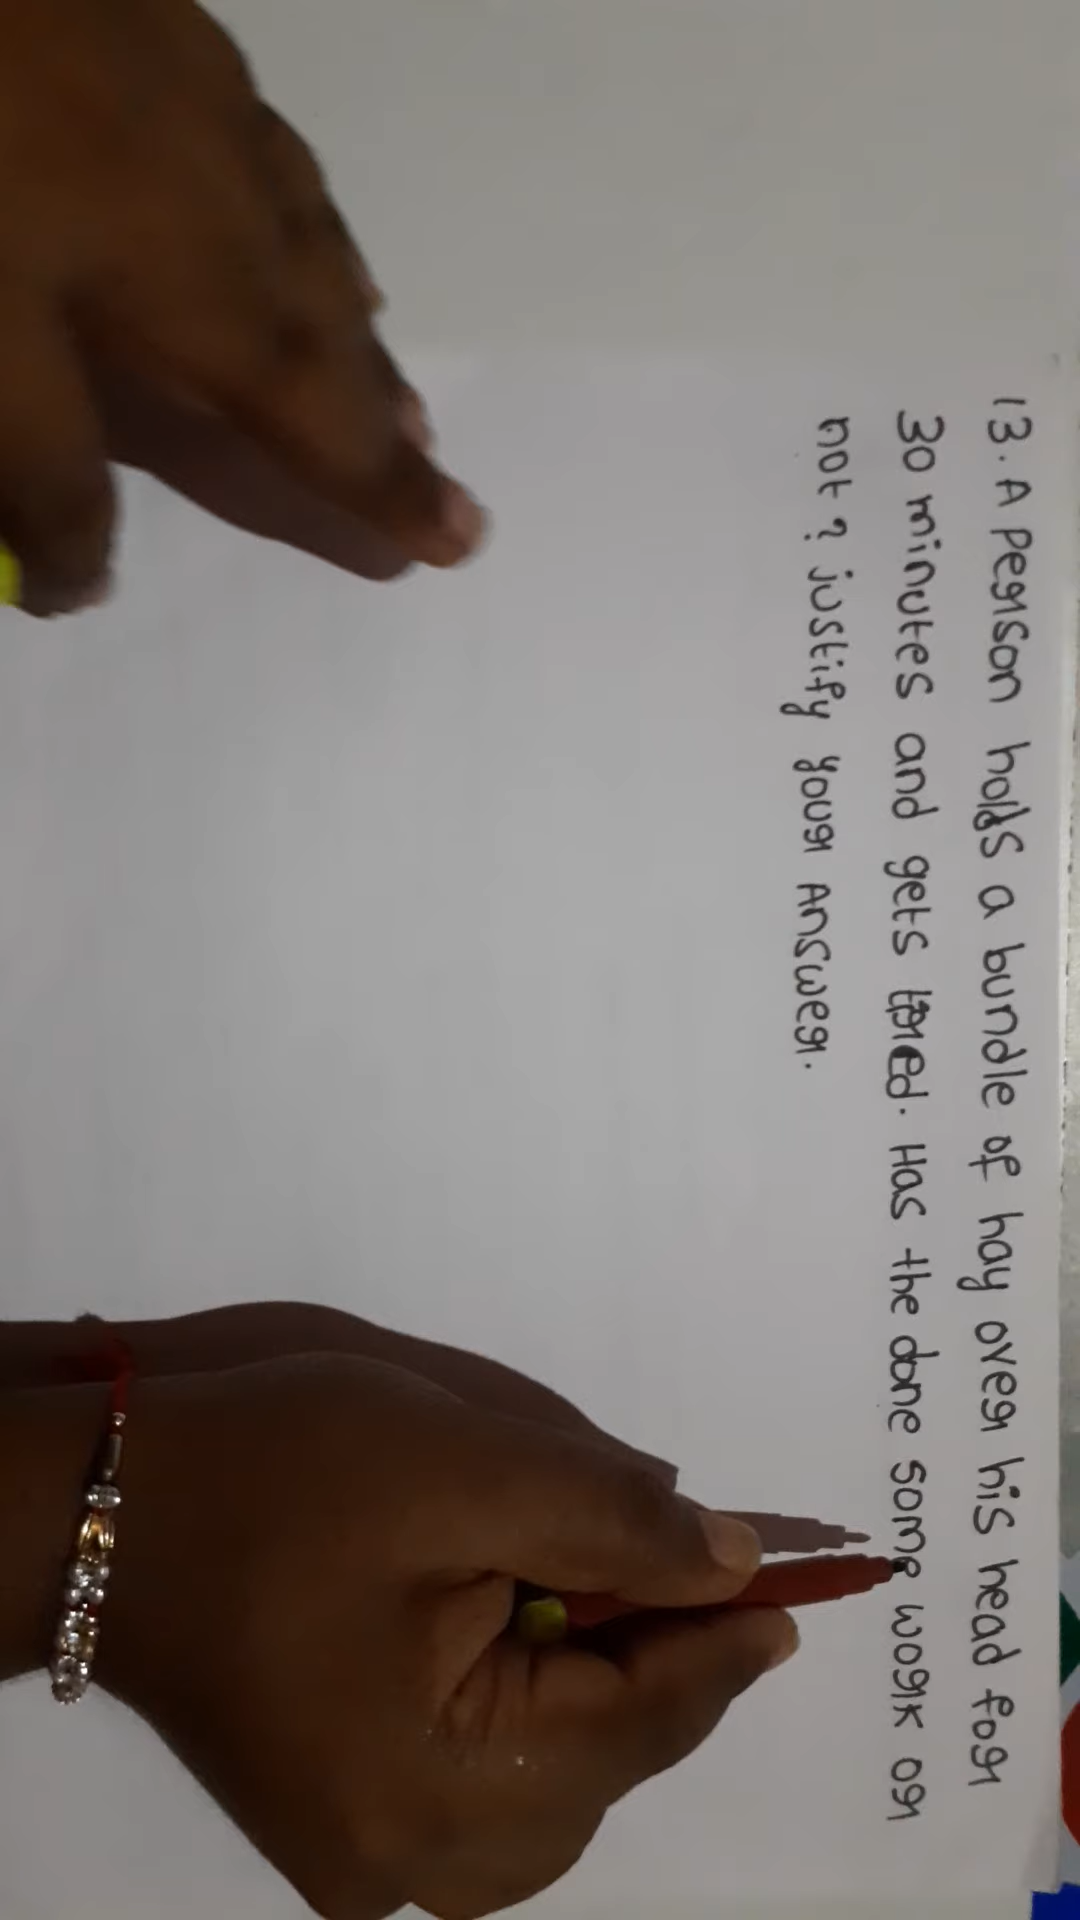 13. A person holds a bundle of hay over his head for
30 minutes and gets tired. Has the done some work or
not? justify your Answer.